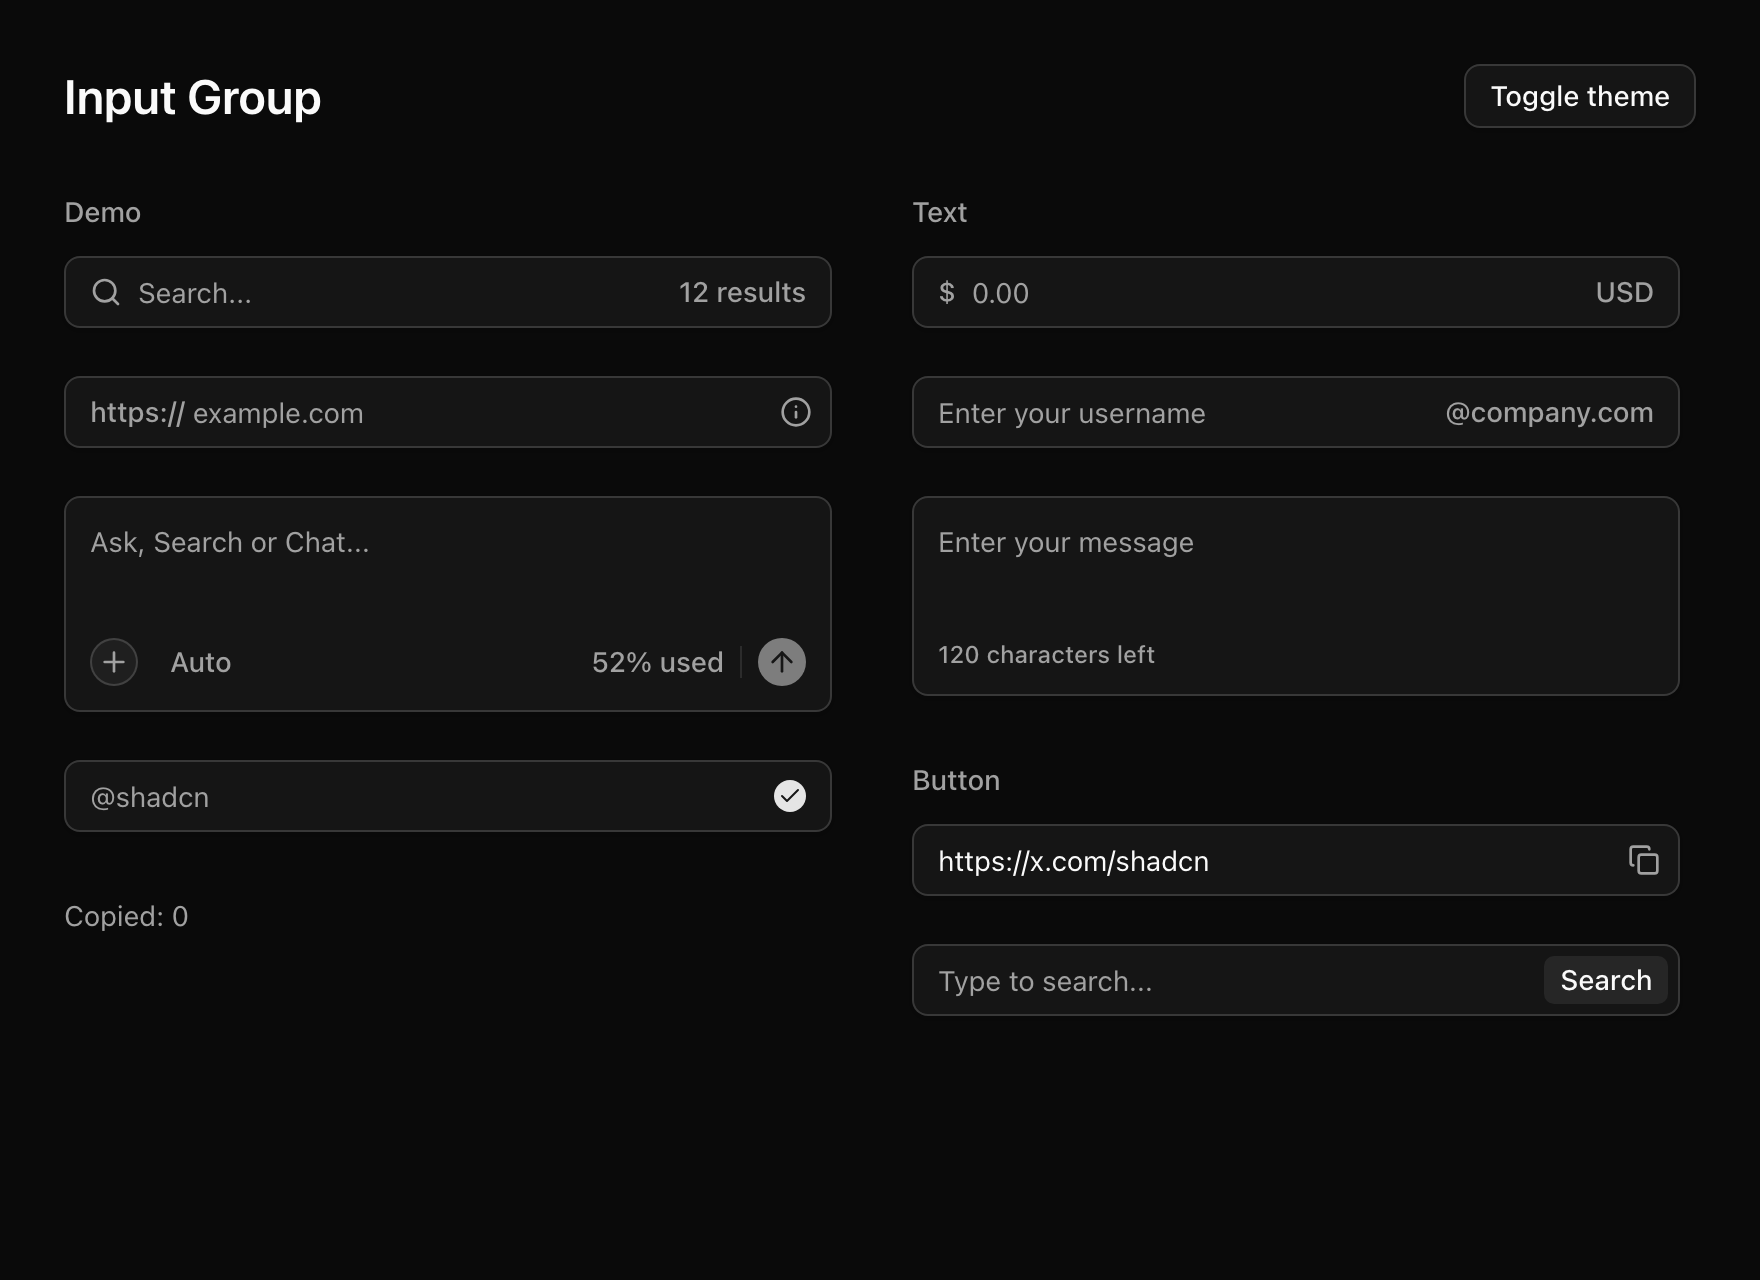 Input Group
Toggle theme
Demo
Search...
12 results
https:// example.com
Ask, Search or Chat...
Auto
52% used
@shadcn
Copied: 0
Text
$ 0.00
USD
Enter your username
@company.com
Enter your message
120 characters left
Button
https://x.com/shadcn
Type to search...
Search